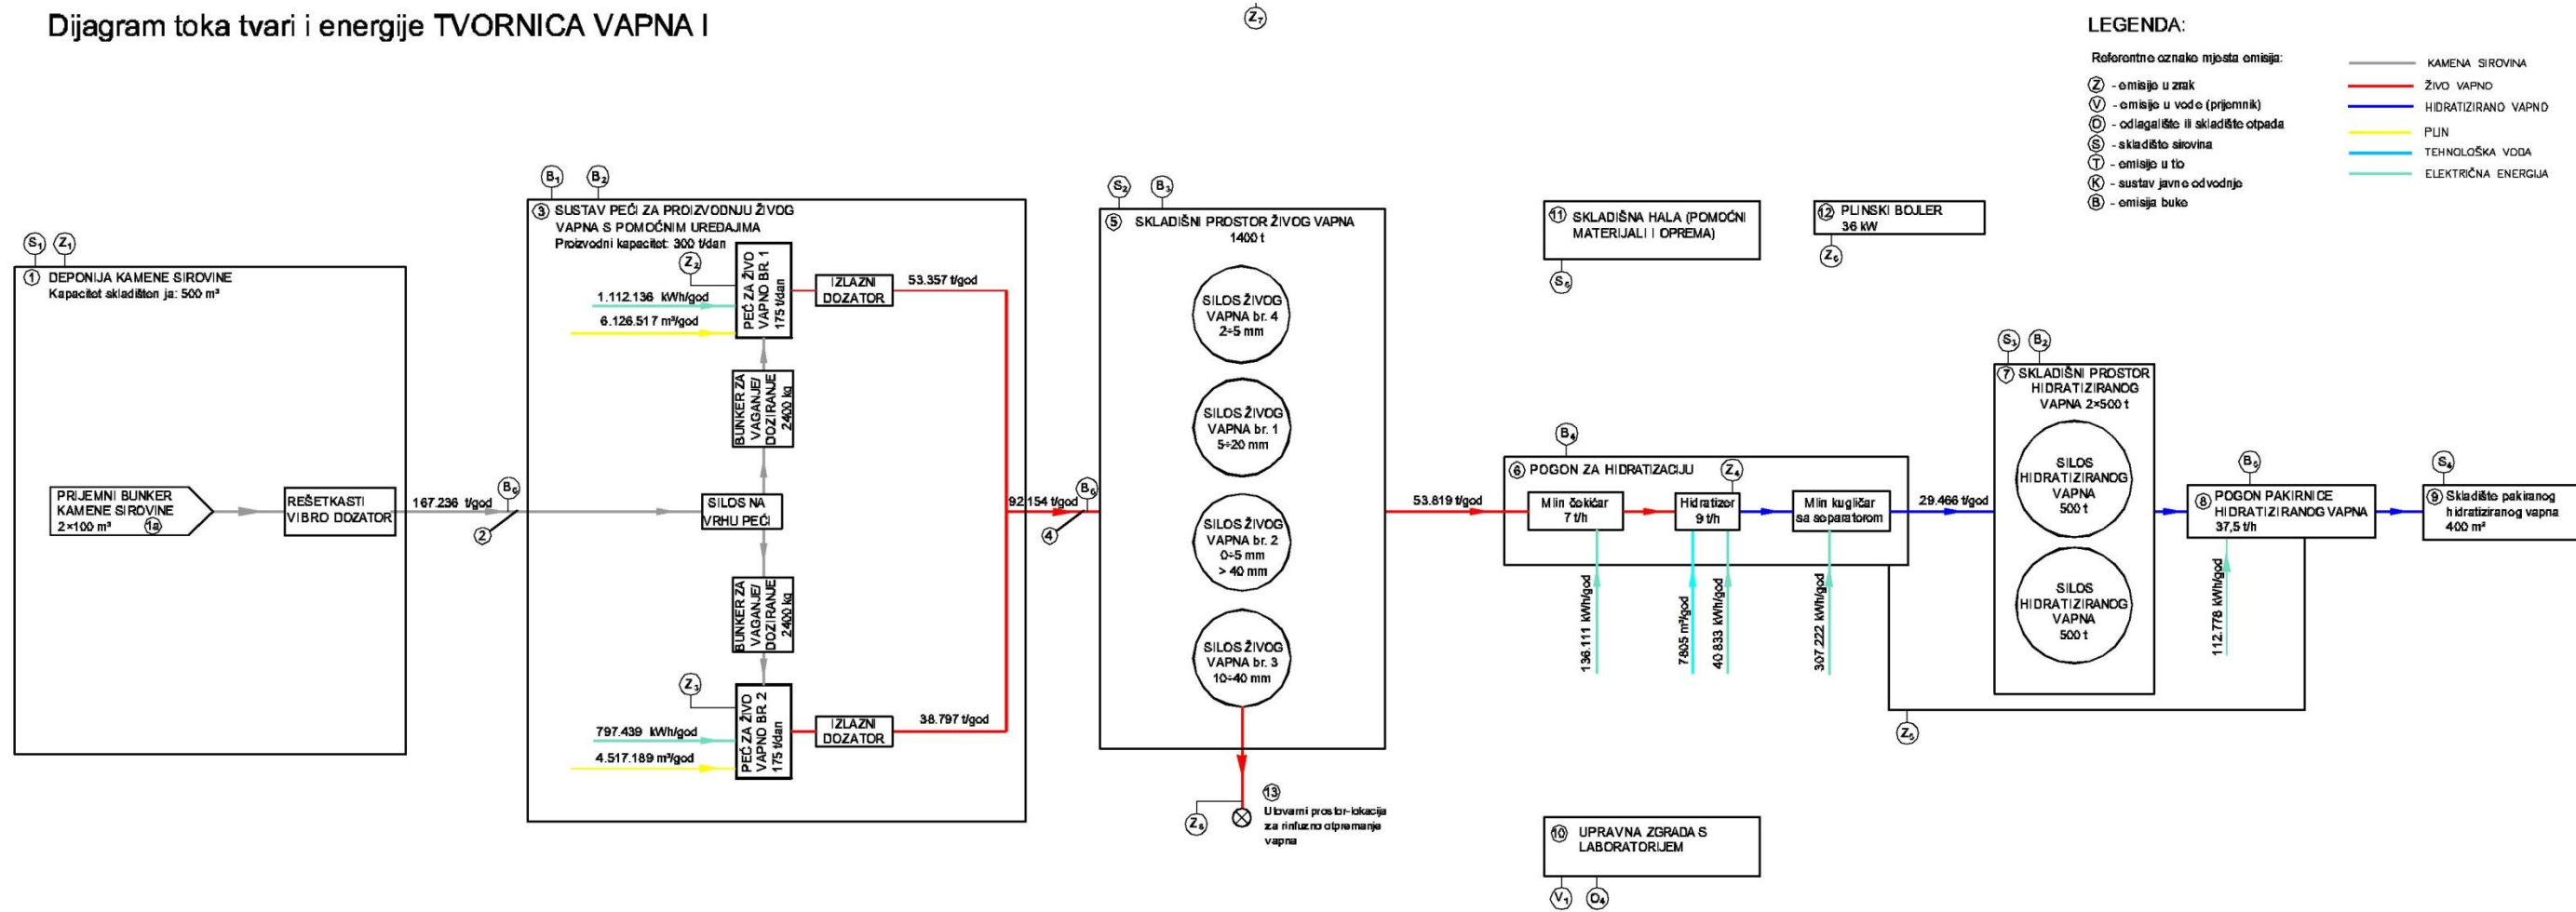 Dijagram toka tvari i energije TVORNICA VAPNA I
Z₇
LEGENDA:
Referentne oznake mjesta emisija:
Z - emisije u zrak
V - emisije u vode (prijemnik)
O - odlagalište ili skladište otpada
S - skladište sirovina
T - emisije u tlo
K - sustav javne odvodnje
B - emisija buke
KAMENA SIROVINA
ŽIVO VAPNO
HIDRATIZIRANO VAPNO
PLIN
TEHNOLOŠKA VODA
ELEKTRIČNA ENERGIJA
S₁ Z₁
1 DEPONIJA KAMENE SIROVINE
Kapacitet skladišten ja: 500 m³
PRIJEMNI BUNKER
KAMENE SIROVINE
2×100 m³ 1a
REŠETKASTI
VIBRO DOZATOR
167.236 t/god
B₆
2
B₁ B₂
3 SUSTAV PEĆI ZA PROIZVODNJU ŽIVOG
VAPNA S POMOĆNIM UREĐAJIMA
Proizvodni kapacitet: 300 t/dan
Z₂
PEĆ ZA ŽIVO
VAPNO BR. 1
175 t/dan
1.112.136 kWh/god
6.126.517 m³/god
IZLAZNI
DOZATOR
53.357 t/god
BUNKER ZA
VAGANJE/
DOZIRANJE
2400 kg
SILOS NA
VRHU PEĆI
BUNKER ZA
VAGANJE/
DOZIRANJE
2400 kg
Z₃
PEĆ ZA ŽIVO
VAPNO BR. 2
175 t/dan
797.439 kWh/god
4.517.189 m³/god
IZLAZNI
DOZATOR
38.797 t/god
92.154 t/god
B₆
4
S₂ B₃
5 SKLADIŠNI PROSTOR ŽIVOG VAPNA
1400 t
SILOS ŽIVOG
VAPNA br. 4
2÷5 mm
SILOS ŽIVOG
VAPNA br. 1
5÷20 mm
SILOS ŽIVOG
VAPNA br. 2
0÷5 mm
> 40 mm
SILOS ŽIVOG
VAPNA br. 3
10÷40 mm
13
Utovarni prostor-lokacija
za rinfuzno otpremanje
vapna
53.819 t/god
11 SKLADIŠNA HALA (POMOĆNI
MATERIJALI I OPREMA)
12 PLINSKI BOJLER
36 kW
B₄
6 POGON ZA HIDRATIZACIJU
Z₄
Mlin čekićar
7 t/h
Hidratizer
9 t/h
Mlin kugličar
sa separatorom
136.111 kWh/god
7805 m³/god
40 833 kWh/god
307.222 kWh/god
29.466 t/god
S₃ B₂
7 SKLADIŠNI PROSTOR
HIDRATIZIRANOG
VAPNA 2×500 t
SILOS
HIDRATIZIRANOG
VAPNA
500 t
SILOS
HIDRATIZIRANOG
VAPNA
500 t
8 POGON PAKIRNICE
HIDRATIZIRANOG VAPNA
37,5 t/h
112.778 kWh/god
S₄
9 Skladište pakiranog
hidratiziranog vapna
400 m²
10 UPRAVNA ZGRADA S
LABORATORIJEM
V₁ O₄